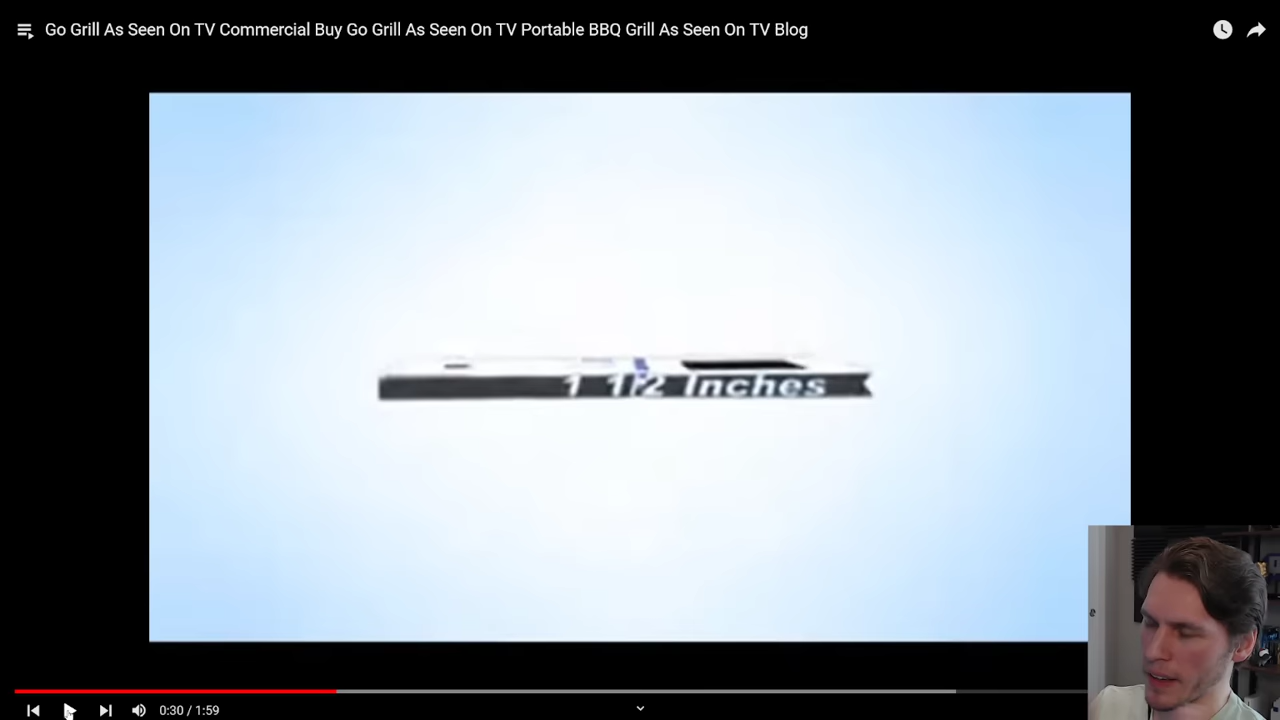 Go Grill As Seen On TV Commercial Buy Go Grill As Seen On TV Portable BBQ Grill As Seen On TV Blog
1 1/2 Inches
0:30 / 1:59